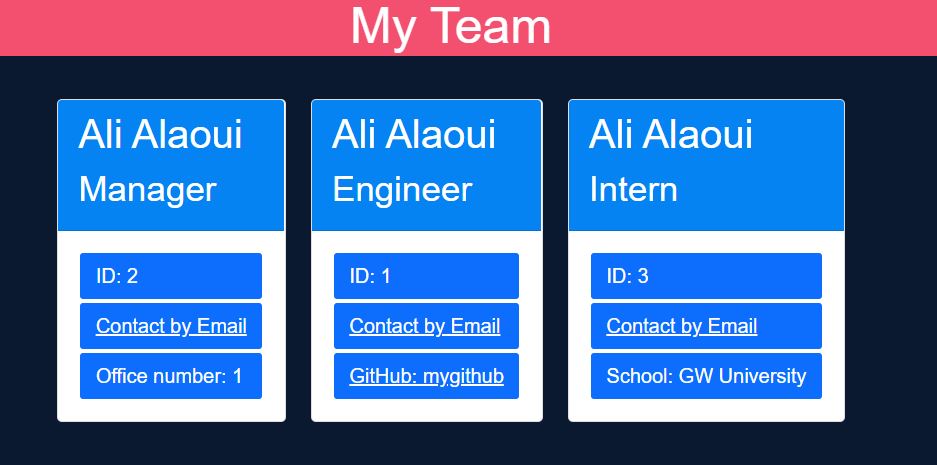 My Team
Ali Alaoui
Manager
ID: 2
Contact by Email
Office number: 1
Ali Alaoui
Engineer
ID: 1
Contact by Email
GitHub: mygithub
Ali Alaoui
Intern
ID: 3
Contact by Email
School: GW University